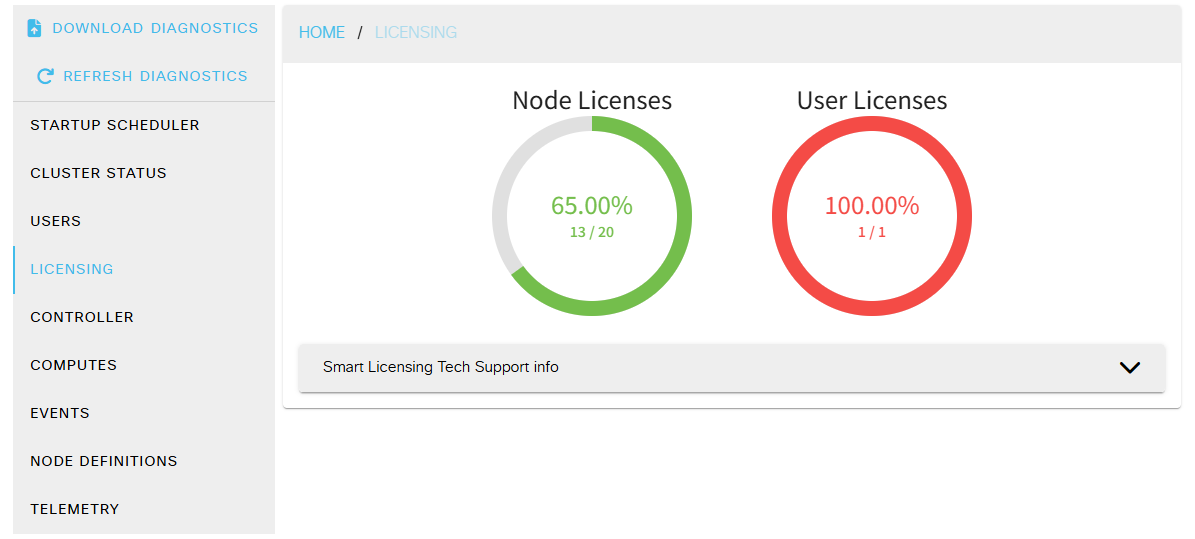 DOWNLOAD DIAGNOSTICS
REFRESH DIAGNOSTICS
STARTUP SCHEDULER
CLUSTER STATUS
USERS
LICENSING
CONTROLLER
COMPUTES
EVENTS
NODE DEFINITIONS
TELEMETRY
HOME / LICENSING
Node Licenses
65.00%
13 / 20
User Licenses
100.00%
1 / 1
Smart Licensing Tech Support info